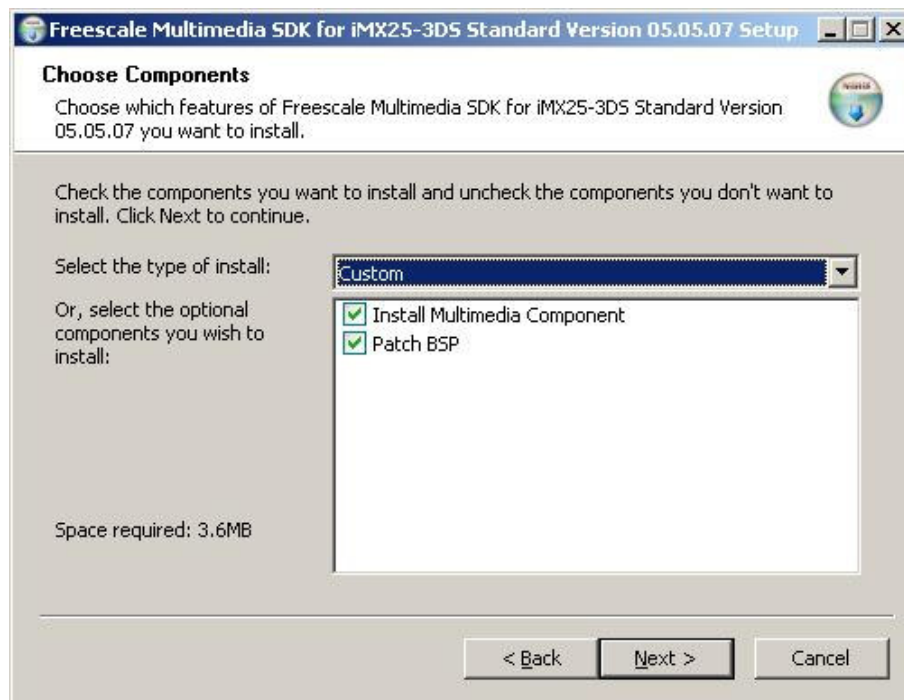 Freescale Multimedia SDK for iMX25-3DS Standard Version 05.05.07 Setup
Choose Components
Choose which features of Freescale Multimedia SDK for iMX25-3DS Standard Version
05.05.07 you want to install.
Check the components you want to install and uncheck the components you don't want to
install. Click Next to continue.
Select the type of install:
Custom
Or, select the optional
components you wish to
install:
Install Multimedia Component
Patch BSP
Space required: 3.6MB
< Back
Next >
Cancel